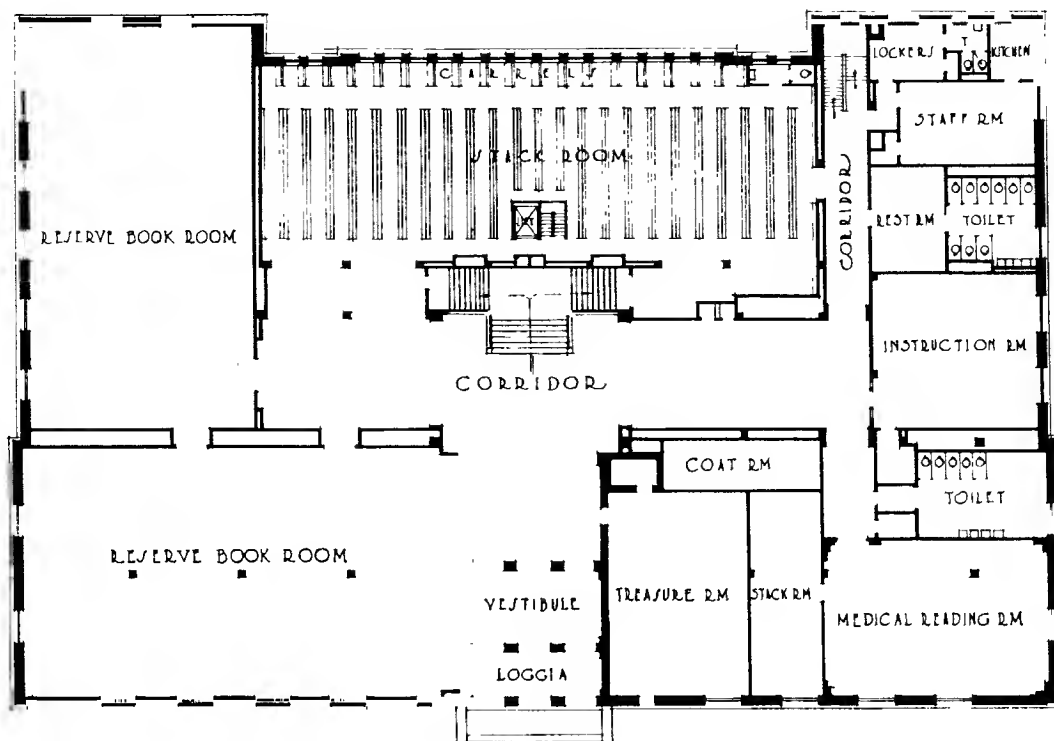 LOCKERS
T
KITCHEN
CARRELS
STAFF RM
STACK ROOM
LIFT
CORRIDOR
REST RM
TOILET
RESERVE BOOK ROOM
INSTRUCTION RM
CORRIDOR
COAT RM
TOILET
RESERVE BOOK ROOM
TREASURE RM
STACK RM
VESTIBULE
MEDICAL READING RM
LOGGIA